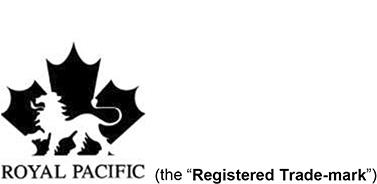 ROYAL PACIFIC (the “Registered Trade-mark”)